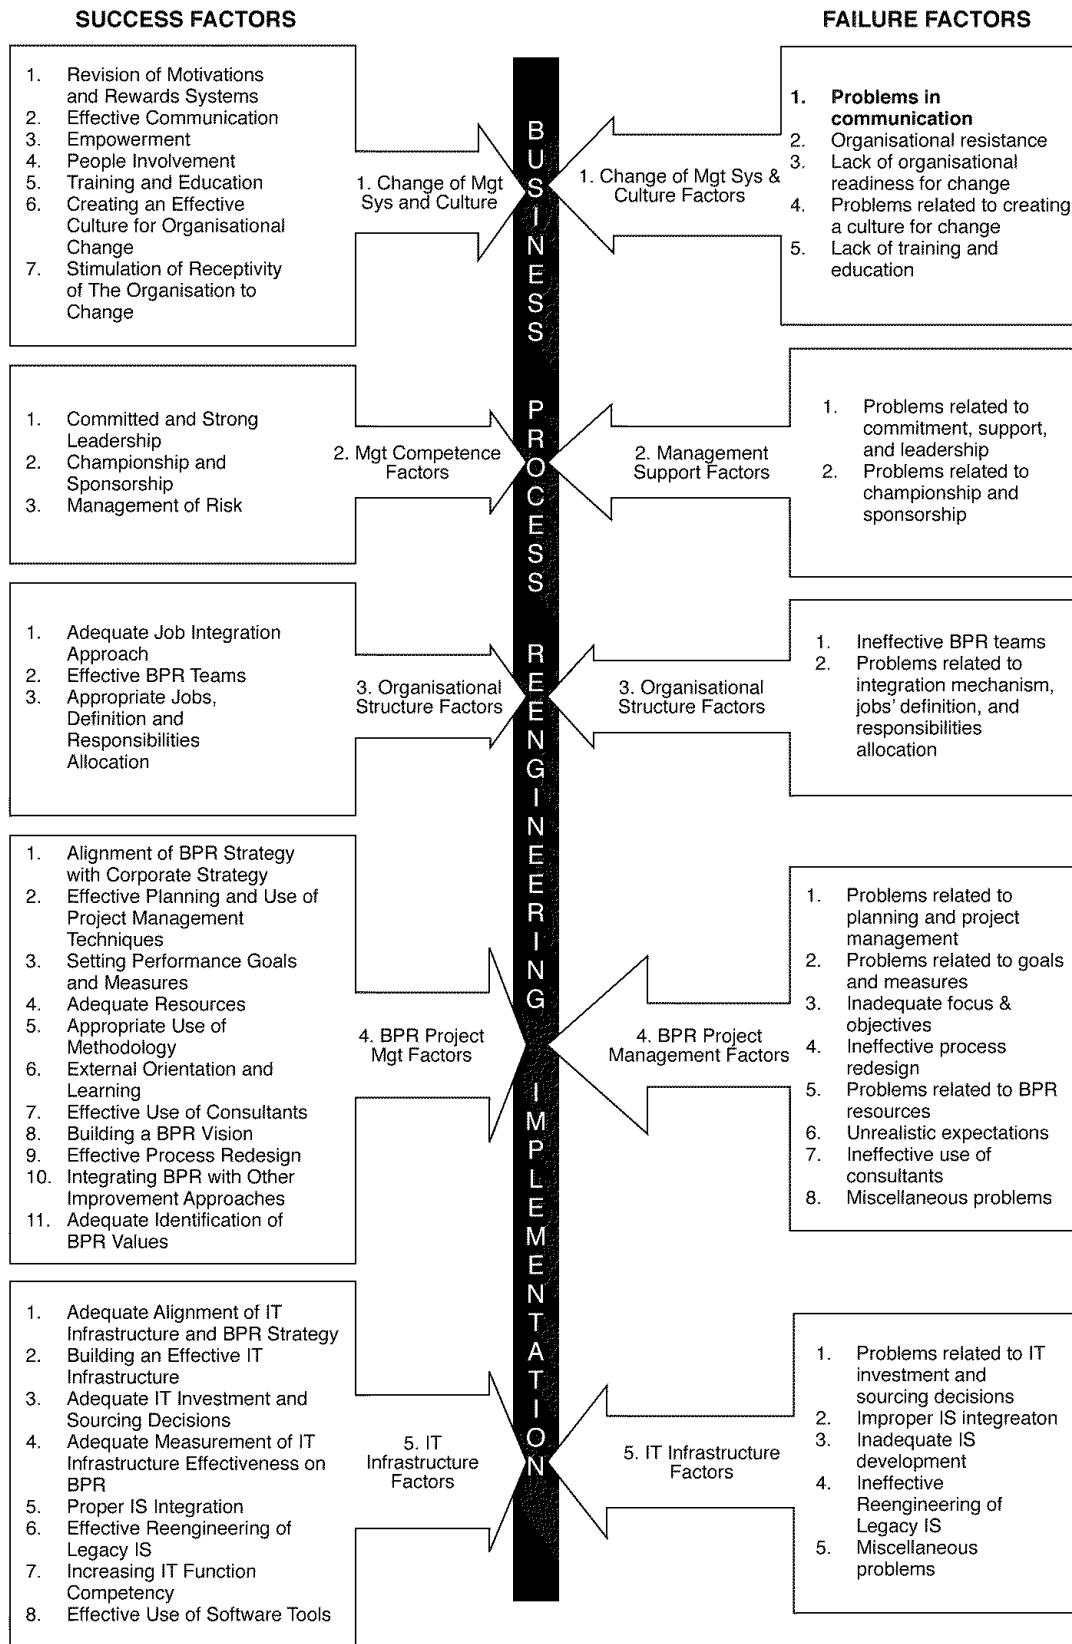 SUCCESS FACTORS
1. Revision of Motivations
and Rewards Systems
2. Effective Communication
3. Empowerment
4. People Involvement
5. Training and Education
6. Creating an Effective
Culture for Organisational
Change
7. Stimulation of Receptivity
of The Organisation to
Change
1. Change of Mgt
Sys and Culture
1. Committed and Strong
Leadership
2. Championship and
Sponsorship
3. Management of Risk
2. Mgt Competence
Factors
1. Adequate Job Integration
Approach
2. Effective BPR Teams
3. Appropriate Jobs,
Definition and
Responsibilities
Allocation
3. Organisational
Structure Factors
1. Alignment of BPR Strategy
with Corporate Strategy
2. Effective Planning and Use of
Project Management
Techniques
3. Setting Performance Goals
and Measures
4. Adequate Resources
5. Appropriate Use of
Methodology
6. External Orientation and
Learning
7. Effective Use of Consultants
8. Building a BPR Vision
9. Effective Process Redesign
10. Integrating BPR with Other
Improvement Approaches
11. Adequate Identification of
BPR Values
4. BPR Project
Mgt Factors
1. Adequate Alignment of IT
Infrastructure and BPR Strategy
2. Building an Effective IT
Infrastructure
3. Adequate IT Investment and
Sourcing Decisions
4. Adequate Measurement of IT
Infrastructure Effectiveness on
BPR
5. Proper IS Integration
6. Effective Reengineering of
Legacy IS
7. Increasing IT Function
Competency
8. Effective Use of Software Tools
5. IT
Infrastructure
Factors
BUSINESS PROCESS REENGINEERING IMPLEMENTATION
FAILURE FACTORS
1. Problems in
communication
2. Organisational resistance
3. Lack of organisational
readiness for change
4. Problems related to creating
a culture for change
5. Lack of training and
education
1. Change of Mgt Sys &
Culture Factors
1. Problems related to
commitment, support,
and leadership
2. Problems related to
championship and
sponsorship
2. Management
Support Factors
1. Ineffective BPR teams
2. Problems related to
integration mechanism,
jobs' definition, and
responsibilities
allocation
3. Organisational
Structure Factors
1. Problems related to
planning and project
management
2. Problems related to goals
and measures
3. Inadequate focus &
objectives
4. Ineffective process
redesign
5. Problems related to BPR
resources
6. Unrealistic expectations
7. Ineffective use of
consultants
8. Miscellaneous problems
4. BPR Project
Management Factors
1. Problems related to IT
investment and
sourcing decisions
2. Improper IS integreaton
3. Inadequate IS
development
4. Ineffective
Reengineering of
Legacy IS
5. Miscellaneous
problems
5. IT Infrastructure
Factors